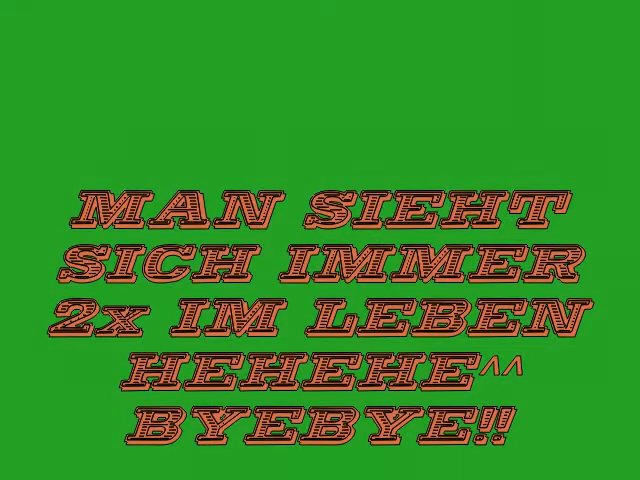 MAN SIEHT
SICH IMMER
2x IM LEBEN
HEHEHE^^
BYEBYE!!